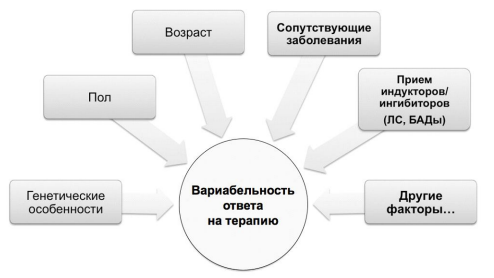 Возраст
Сопутствующие
заболевания
Пол
Прием
индукторов/
ингибиторов
(ЛС, БАДы)
Генетические
особенности
Вариабельность
ответа
на терапию
Другие
факторы...